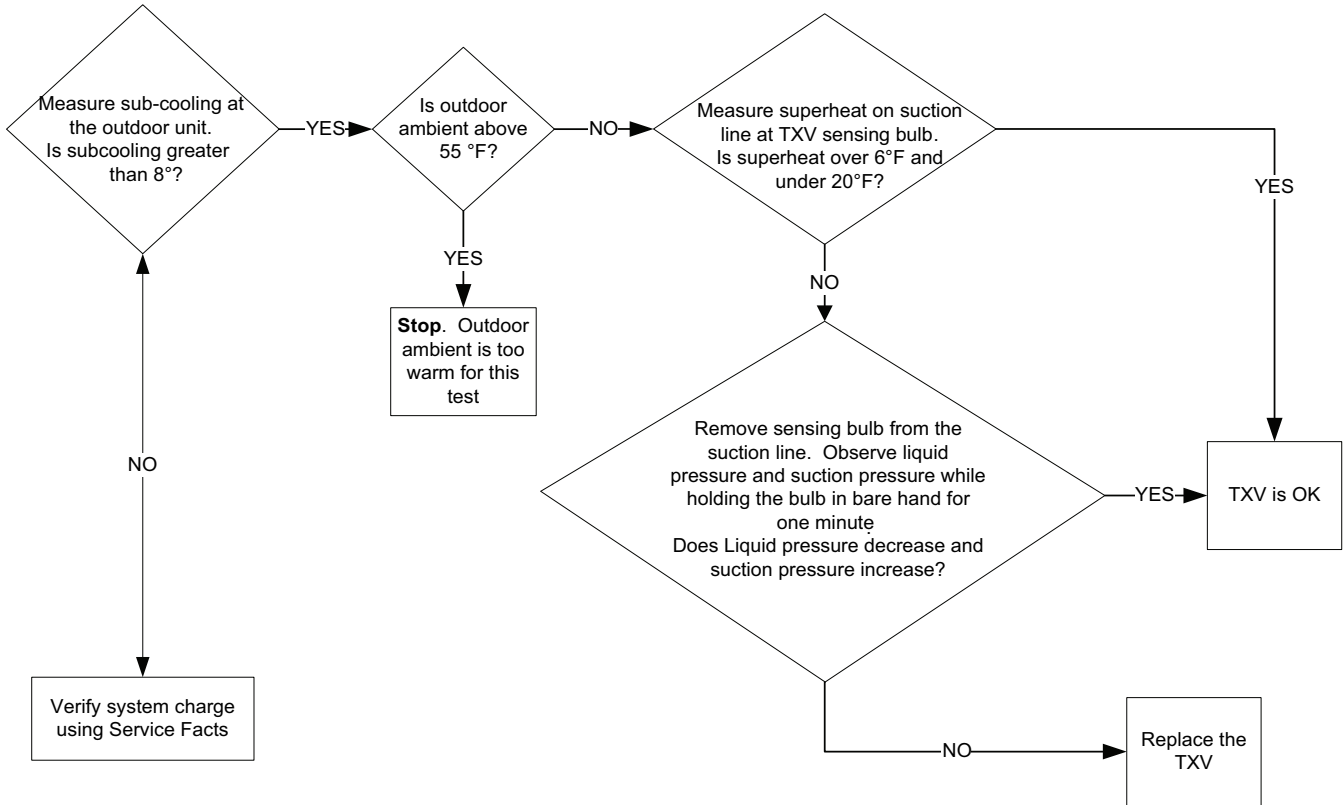 Measure sub-cooling at
the outdoor unit.
Is subcooling greater
than 8°?
YES
Is outdoor
ambient above
55 °F?
NO
Measure superheat on suction
line at TXV sensing bulb.
Is superheat over 6°F and
under 20°F?
YES
YES
Stop. Outdoor
ambient is too
warm for this
test
NO
NO
Remove sensing bulb from the
suction line. Observe liquid
pressure and suction pressure while
holding the bulb in bare hand for
one minute.
Does Liquid pressure decrease and
suction pressure increase?
YES
TXV is OK
Verify system charge
using Service Facts
NO
Replace the
TXV